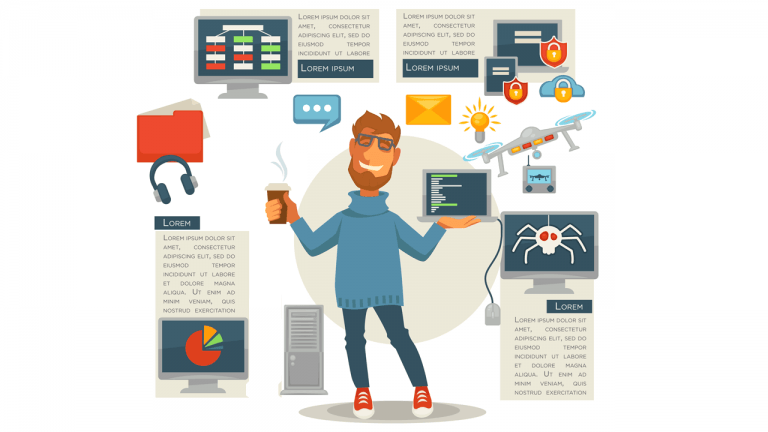 Lorem ipsum dolor sit
amet, consectetur
adipiscing elit, sed do
eiusmod tempor
incididunt ut labore
Lorem ipsum
Lorem ipsum dolor sit
amet, consectetur
adipiscing elit, sed do
eiusmod tempor
incididunt ut labore
Lorem ipsum
Lorem
Lorem ipsum dolor sit
amet, consectetur
adipiscing elit, sed do
eiusmod tempor
incididunt ut labore
et dolore magna
aliqua. Ut enim ad
minim veniam, quis
nostrud exercitation
Lorem
Lorem ipsum dolor sit
amet, consectetur
adipiscing elit, sed do
eiusmod tempor
incididunt ut labore
et dolore magna
aliqua. Ut enim ad
minim veniam, quis
nostrud exercitation